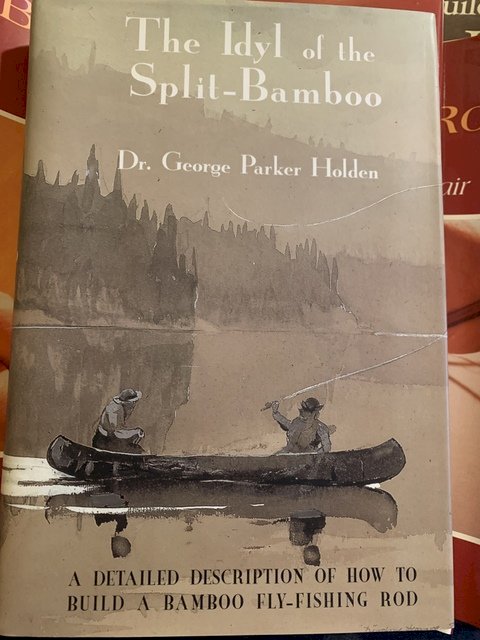 The Idyl of the
Split-Bamboo
Dr. George Parker Holden
A DETAILED DESCRIPTION OF HOW TO
BUILD A BAMBOO FLY-FISHING ROD